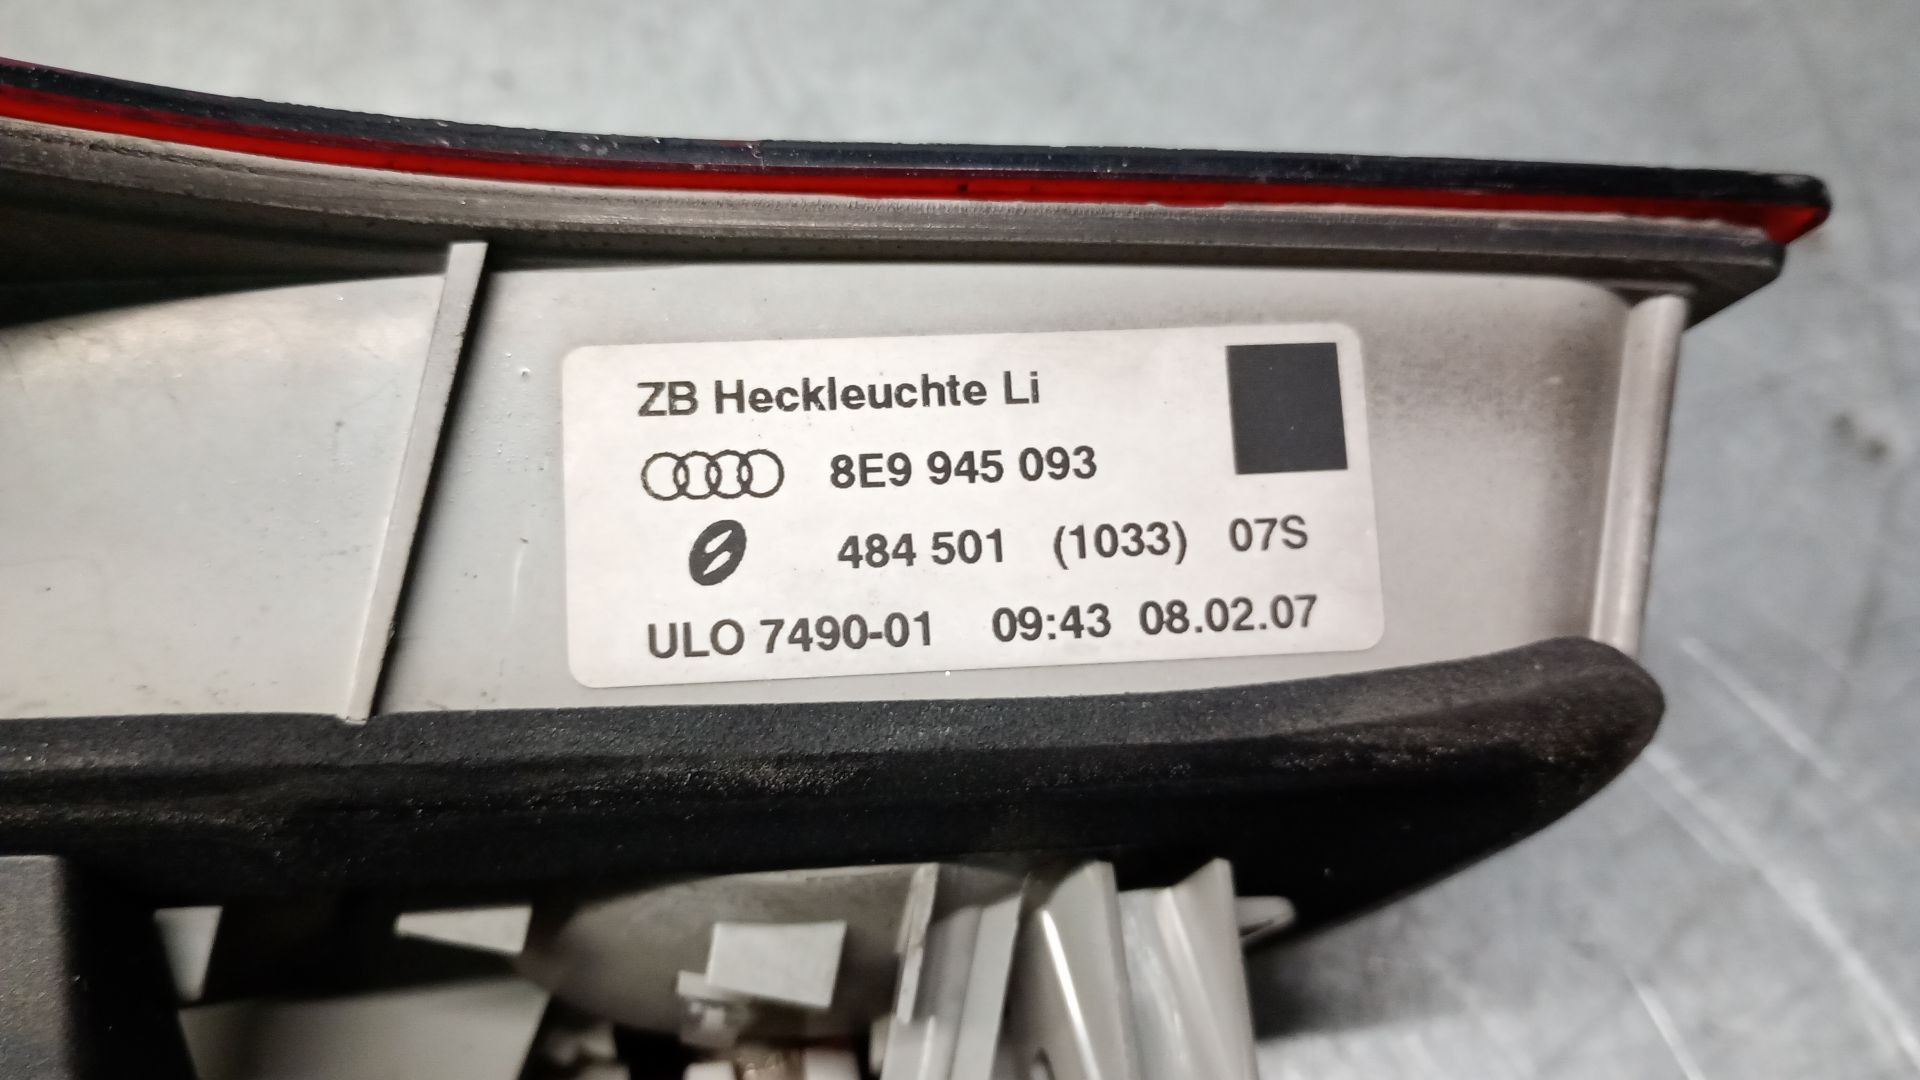 ZB Heckleuchte Li
8E9 945 093
484 501 (1033) 07S
ULO 7490-01 09:43 08.02.07